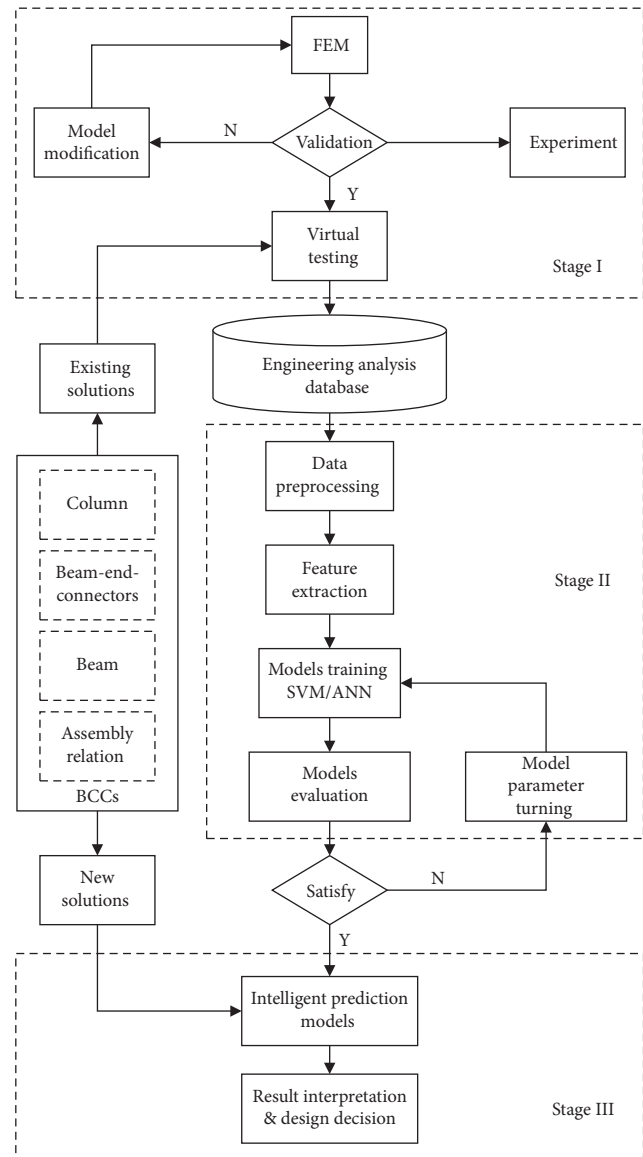 FEM
Model
modification
N
Validation
Experiment
Y
Virtual
testing
Stage I
Existing
solutions
Engineering analysis
database
Column
Beam-end-
connectors
Beam
Assembly
relation
BCCs
New
solutions
Data
preprocessing
Feature
extraction
Stage II
Models training
SVM/ANN
Models
evaluation
Model
parameter
turning
Satisfy
N
Y
Intelligent prediction
models
Result interpretation
& design decision
Stage III